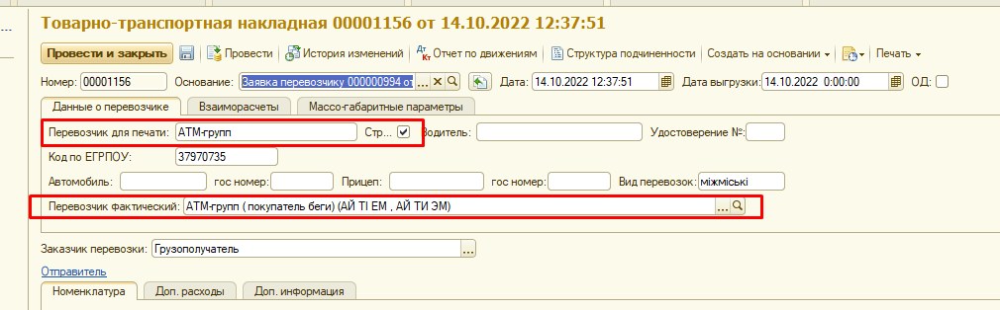 Товарно-транспортная накладная 00001156 от 14.10.2022 12:37:51
Провести и закрыть Провести История изменений Дт Кт Отчет по движениям Структура подчиненности Создать на основании Печать
Номер: 00001156 Основание: Заявка перевозчику 000000994 от ... Дата: 14.10.2022 12:37:51 Дата выгрузки: 14.10.2022 0:00:00 ОД:
Данные о перевозчике Взаиморасчеты Массо-габаритные параметры
Перевозчик для печати: АТМ-групп Стр... Водитель: Удостоверение №:
Код по ЕГРПОУ: 37970735
Автомобиль: гос номер: Прицеп: гос номер: Вид перевозок: міжміські
Перевозчик фактический: АТМ-групп ( покупатель беги) (АЙ ТІ ЕМ , АЙ ТИ ЭМ) ...
Заказчик перевозки: Грузополучатель ...
Отправитель
Номенклатура Доп. расходы Доп. информация